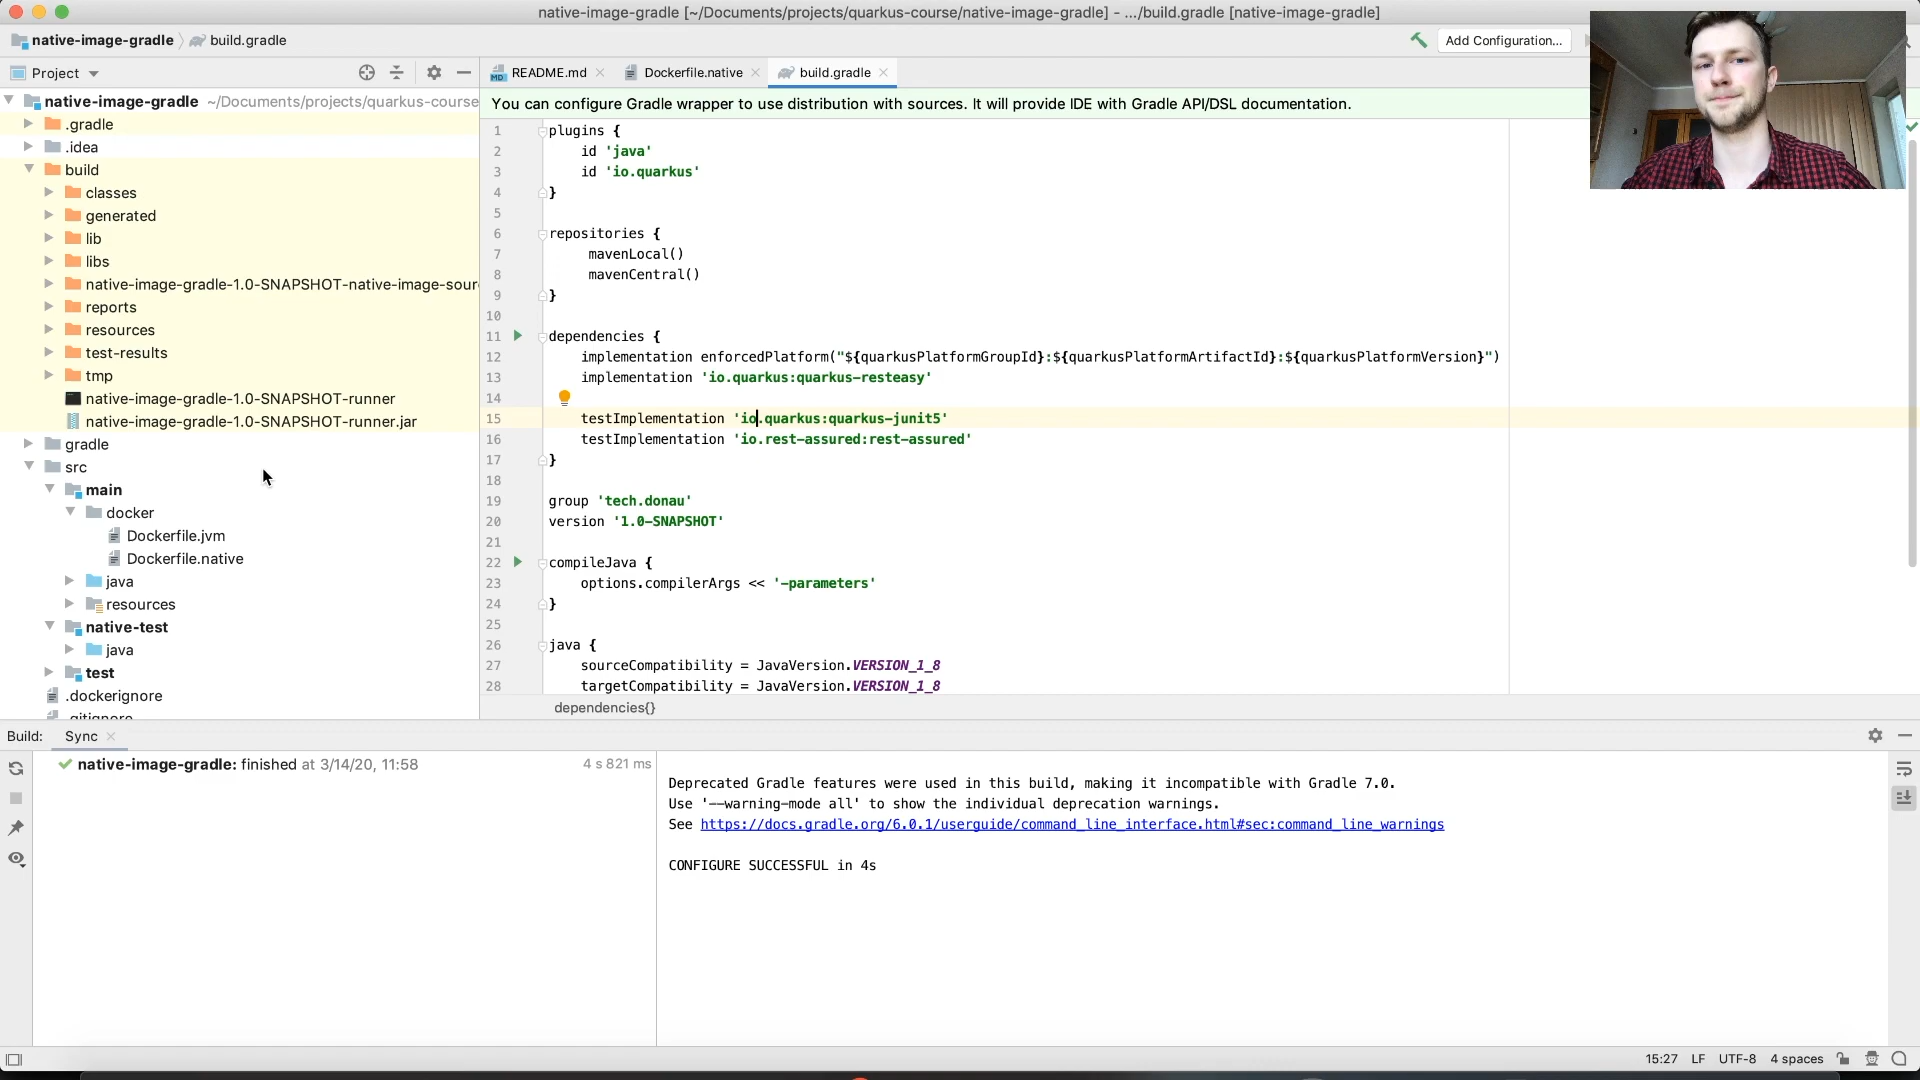 native-image-gradle [~/Documents/projects/quarkus-course/native-image-gradle] - .../build.gradle [native-image-gradle]
native-image-gradle build.gradle
Add Configuration...
Project
README.md
Dockerfile.native
build.gradle
native-image-gradle ~/Documents/projects/quarkus-course
.gradle
.idea
build
classes
generated
lib
libs
native-image-gradle-1.0-SNAPSHOT-native-image-sour
reports
resources
test-results
tmp
native-image-gradle-1.0-SNAPSHOT-runner
native-image-gradle-1.0-SNAPSHOT-runner.jar
gradle
src
main
docker
Dockerfile.jvm
Dockerfile.native
java
resources
native-test
java
test
.dockerignore
.gitignore
You can configure Gradle wrapper to use distribution with sources. It will provide IDE with Gradle API/DSL documentation.
1 plugins {
2 id 'java'
3 id 'io.quarkus'
4 }
5
6 repositories {
7 mavenLocal()
8 mavenCentral()
9 }
10
11 dependencies {
12 implementation enforcedPlatform("${quarkusPlatformGroupId}:${quarkusPlatformArtifactId}:${quarkusPlatformVersion}")
13 implementation 'io.quarkus:quarkus-resteasy'
14
15 testImplementation 'io.quarkus:quarkus-junit5'
16 testImplementation 'io.rest-assured:rest-assured'
17 }
18
19 group 'tech.donau'
20 version '1.0-SNAPSHOT'
21
22 compileJava {
23 options.compilerArgs << '-parameters'
24 }
25
26 java {
27 sourceCompatibility = JavaVersion.VERSION_1_8
28 targetCompatibility = JavaVersion.VERSION_1_8
dependencies{}
Build: Sync
native-image-gradle: finished at 3/14/20, 11:58 4 s 821 ms
Deprecated Gradle features were used in this build, making it incompatible with Gradle 7.0.
Use '--warning-mode all' to show the individual deprecation warnings.
See https://docs.gradle.org/6.0.1/userguide/command_line_interface.html#sec:command_line_warnings
CONFIGURE SUCCESSFUL in 4s
15:27 LF UTF-8 4 spaces